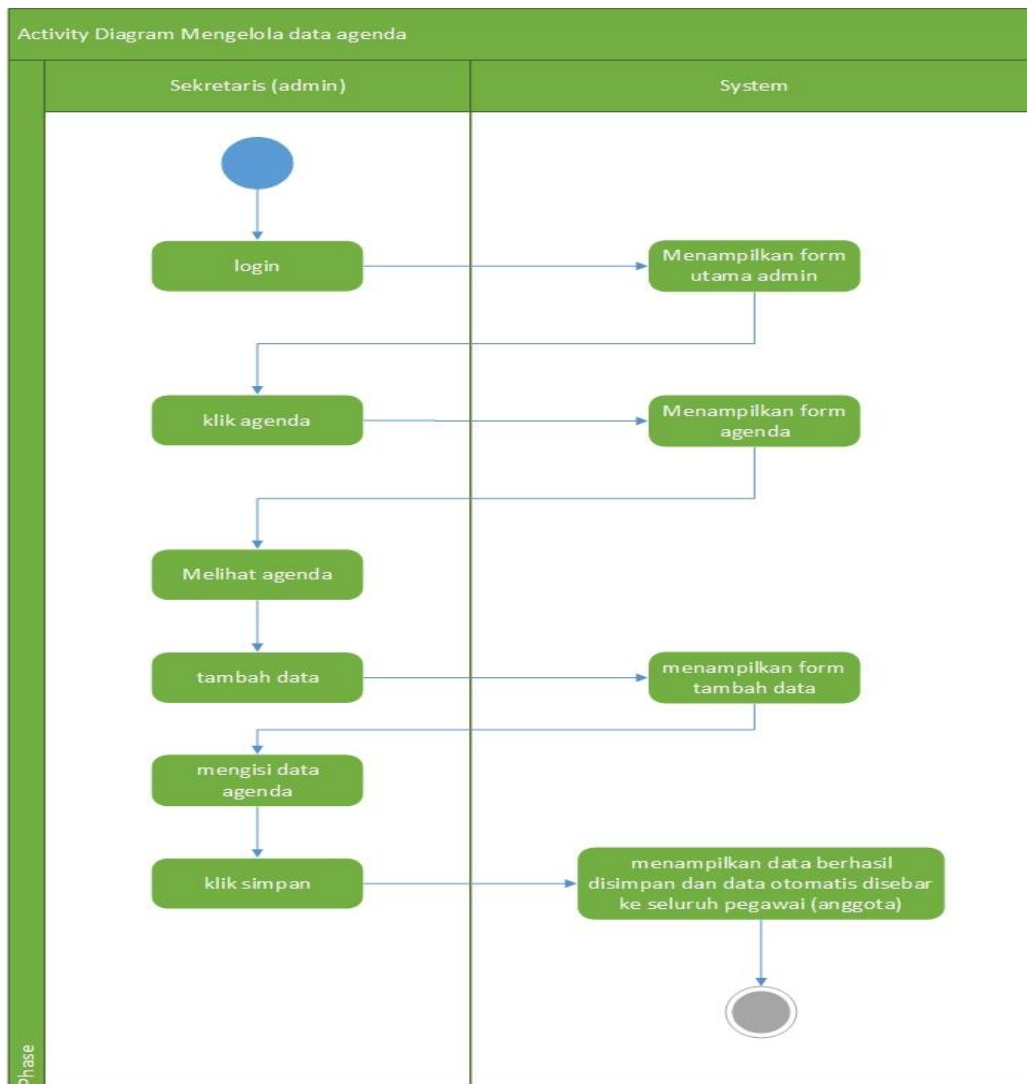 Activity Diagram Mengelola data agenda
Sekretaris (admin)
System
login
Menampilkan form
utama admin
klik agenda
Menampilkan form
agenda
Melihat agenda
tambah data
menampilkan form
tambah data
mengisi data
agenda
klik simpan
menampilkan data berhasil
disimpan dan data otomatis disebar
ke seluruh pegawai (anggota)
Phase